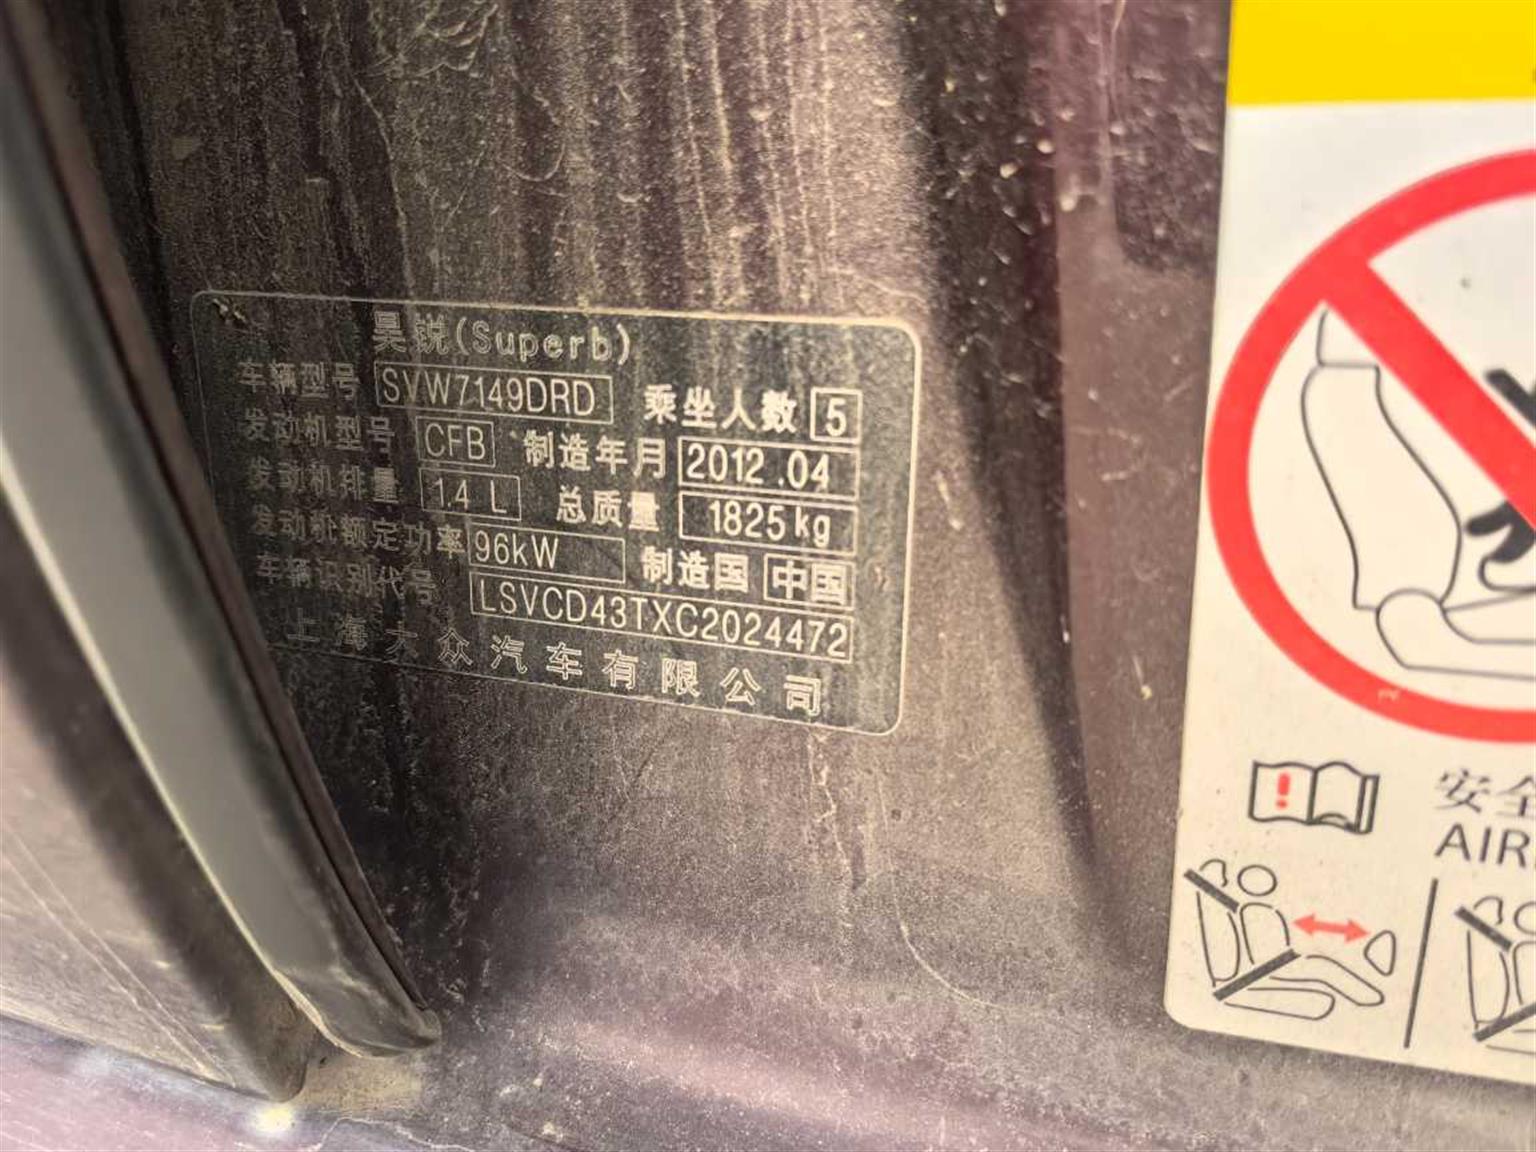 昊锐(Superb)
车辆型号 SVW7149DRD 乘坐人数 5
发动机型号 CFB 制造年月 2012.04
发动机排量 1.4 L 总质量 1825kg
发动机额定功率 96kW 制造国 中国
车辆识别代号 LSVCD43TXC2024472
上海大众汽车有限公司
安全
AIR